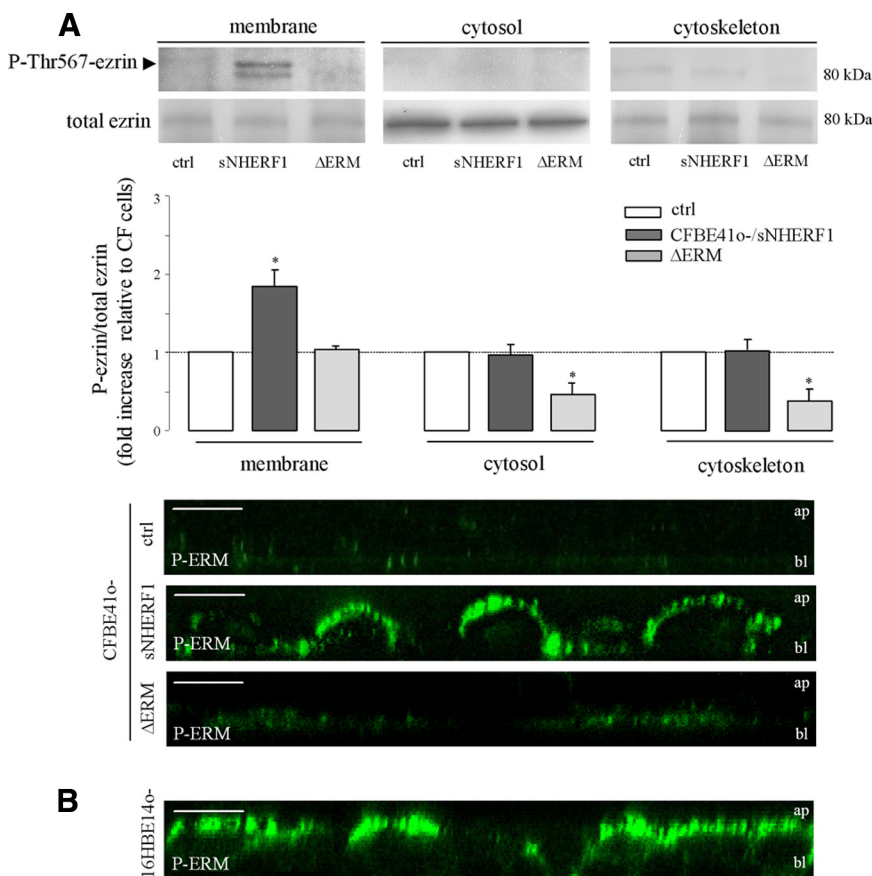 A
membrane
cytosol
cytoskeleton
P-Thr567-ezrin
80 kDa
total ezrin
80 kDa
ctrl sNHERF1 ΔERM
ctrl sNHERF1 ΔERM
ctrl sNHERF1 ΔERM
P-ezrin/total ezrin
(fold increase relative to CF cells)
3
2
1
0
*
*
*
ctrl
CFBE41o-/sNHERF1
ΔERM
membrane
cytosol
cytoskeleton
CFBE41o-
ctrl
P-ERM
ap
bl
sNHERF1
P-ERM
ap
bl
ΔERM
P-ERM
ap
bl
B
16HBE14o-
P-ERM
ap
bl